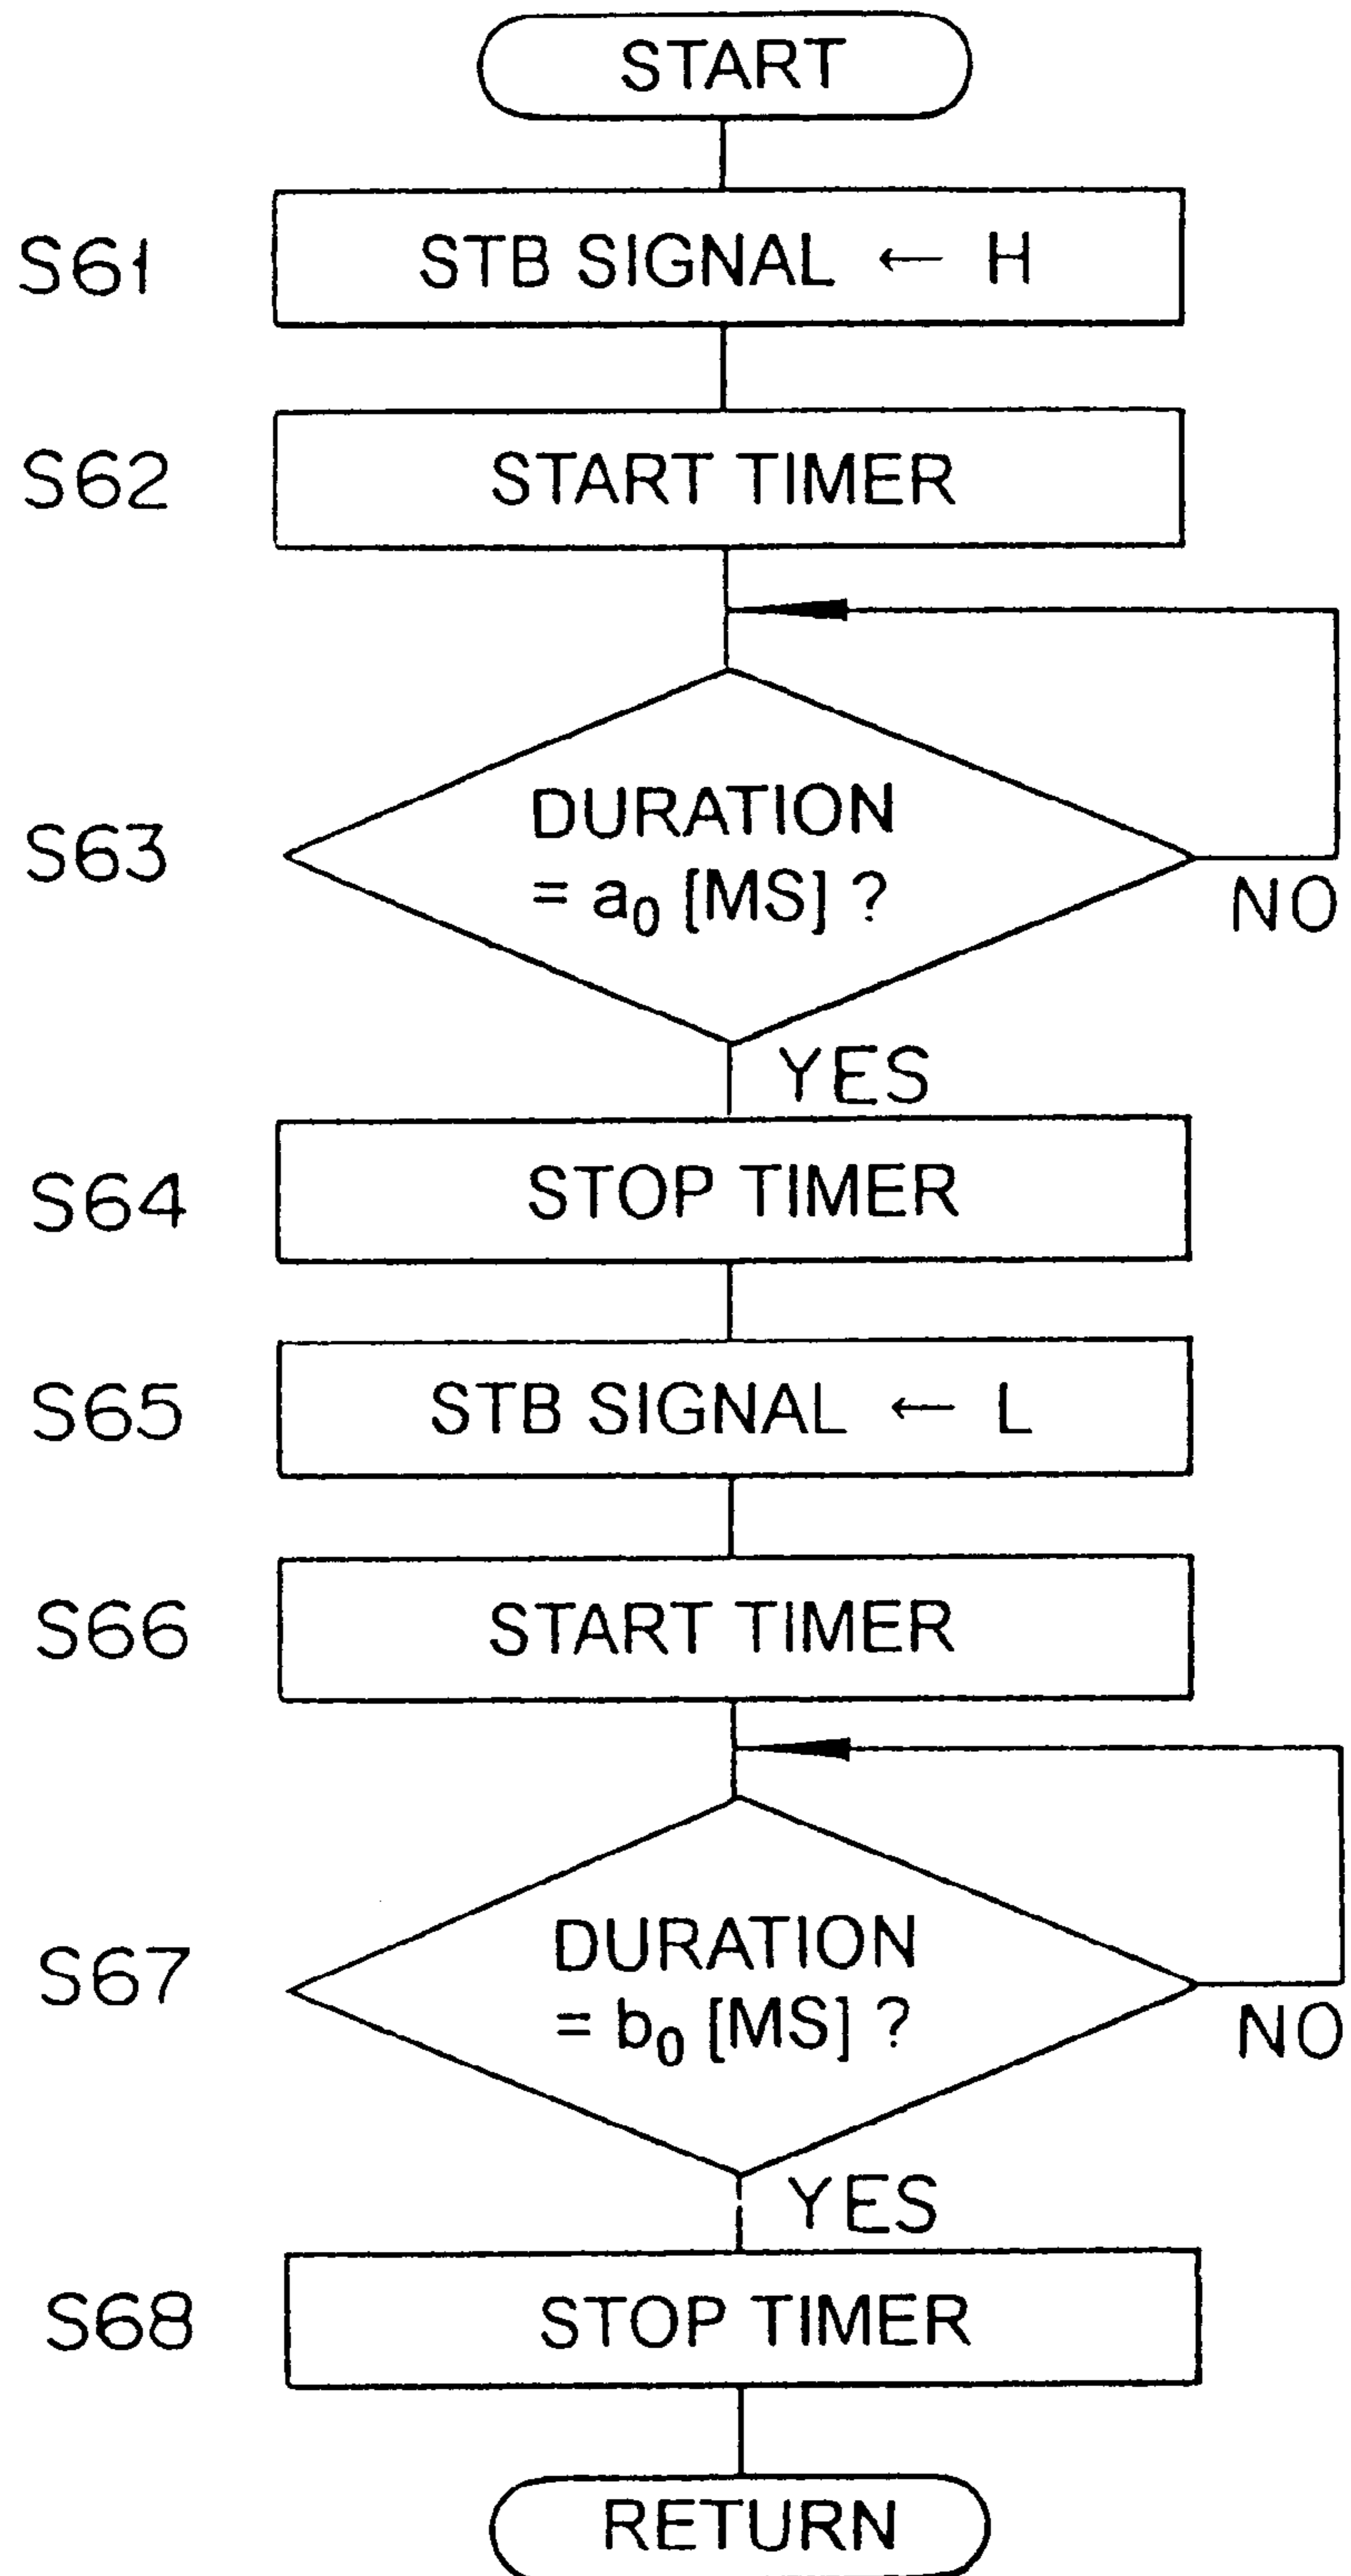 START
S61 STB SIGNAL ← H
S62 START TIMER
S63 DURATION
= a₀ [MS] ?
NO
YES
S64 STOP TIMER
S65 STB SIGNAL ← L
S66 START TIMER
S67 DURATION
= b₀ [MS] ?
NO
YES
S68 STOP TIMER
RETURN